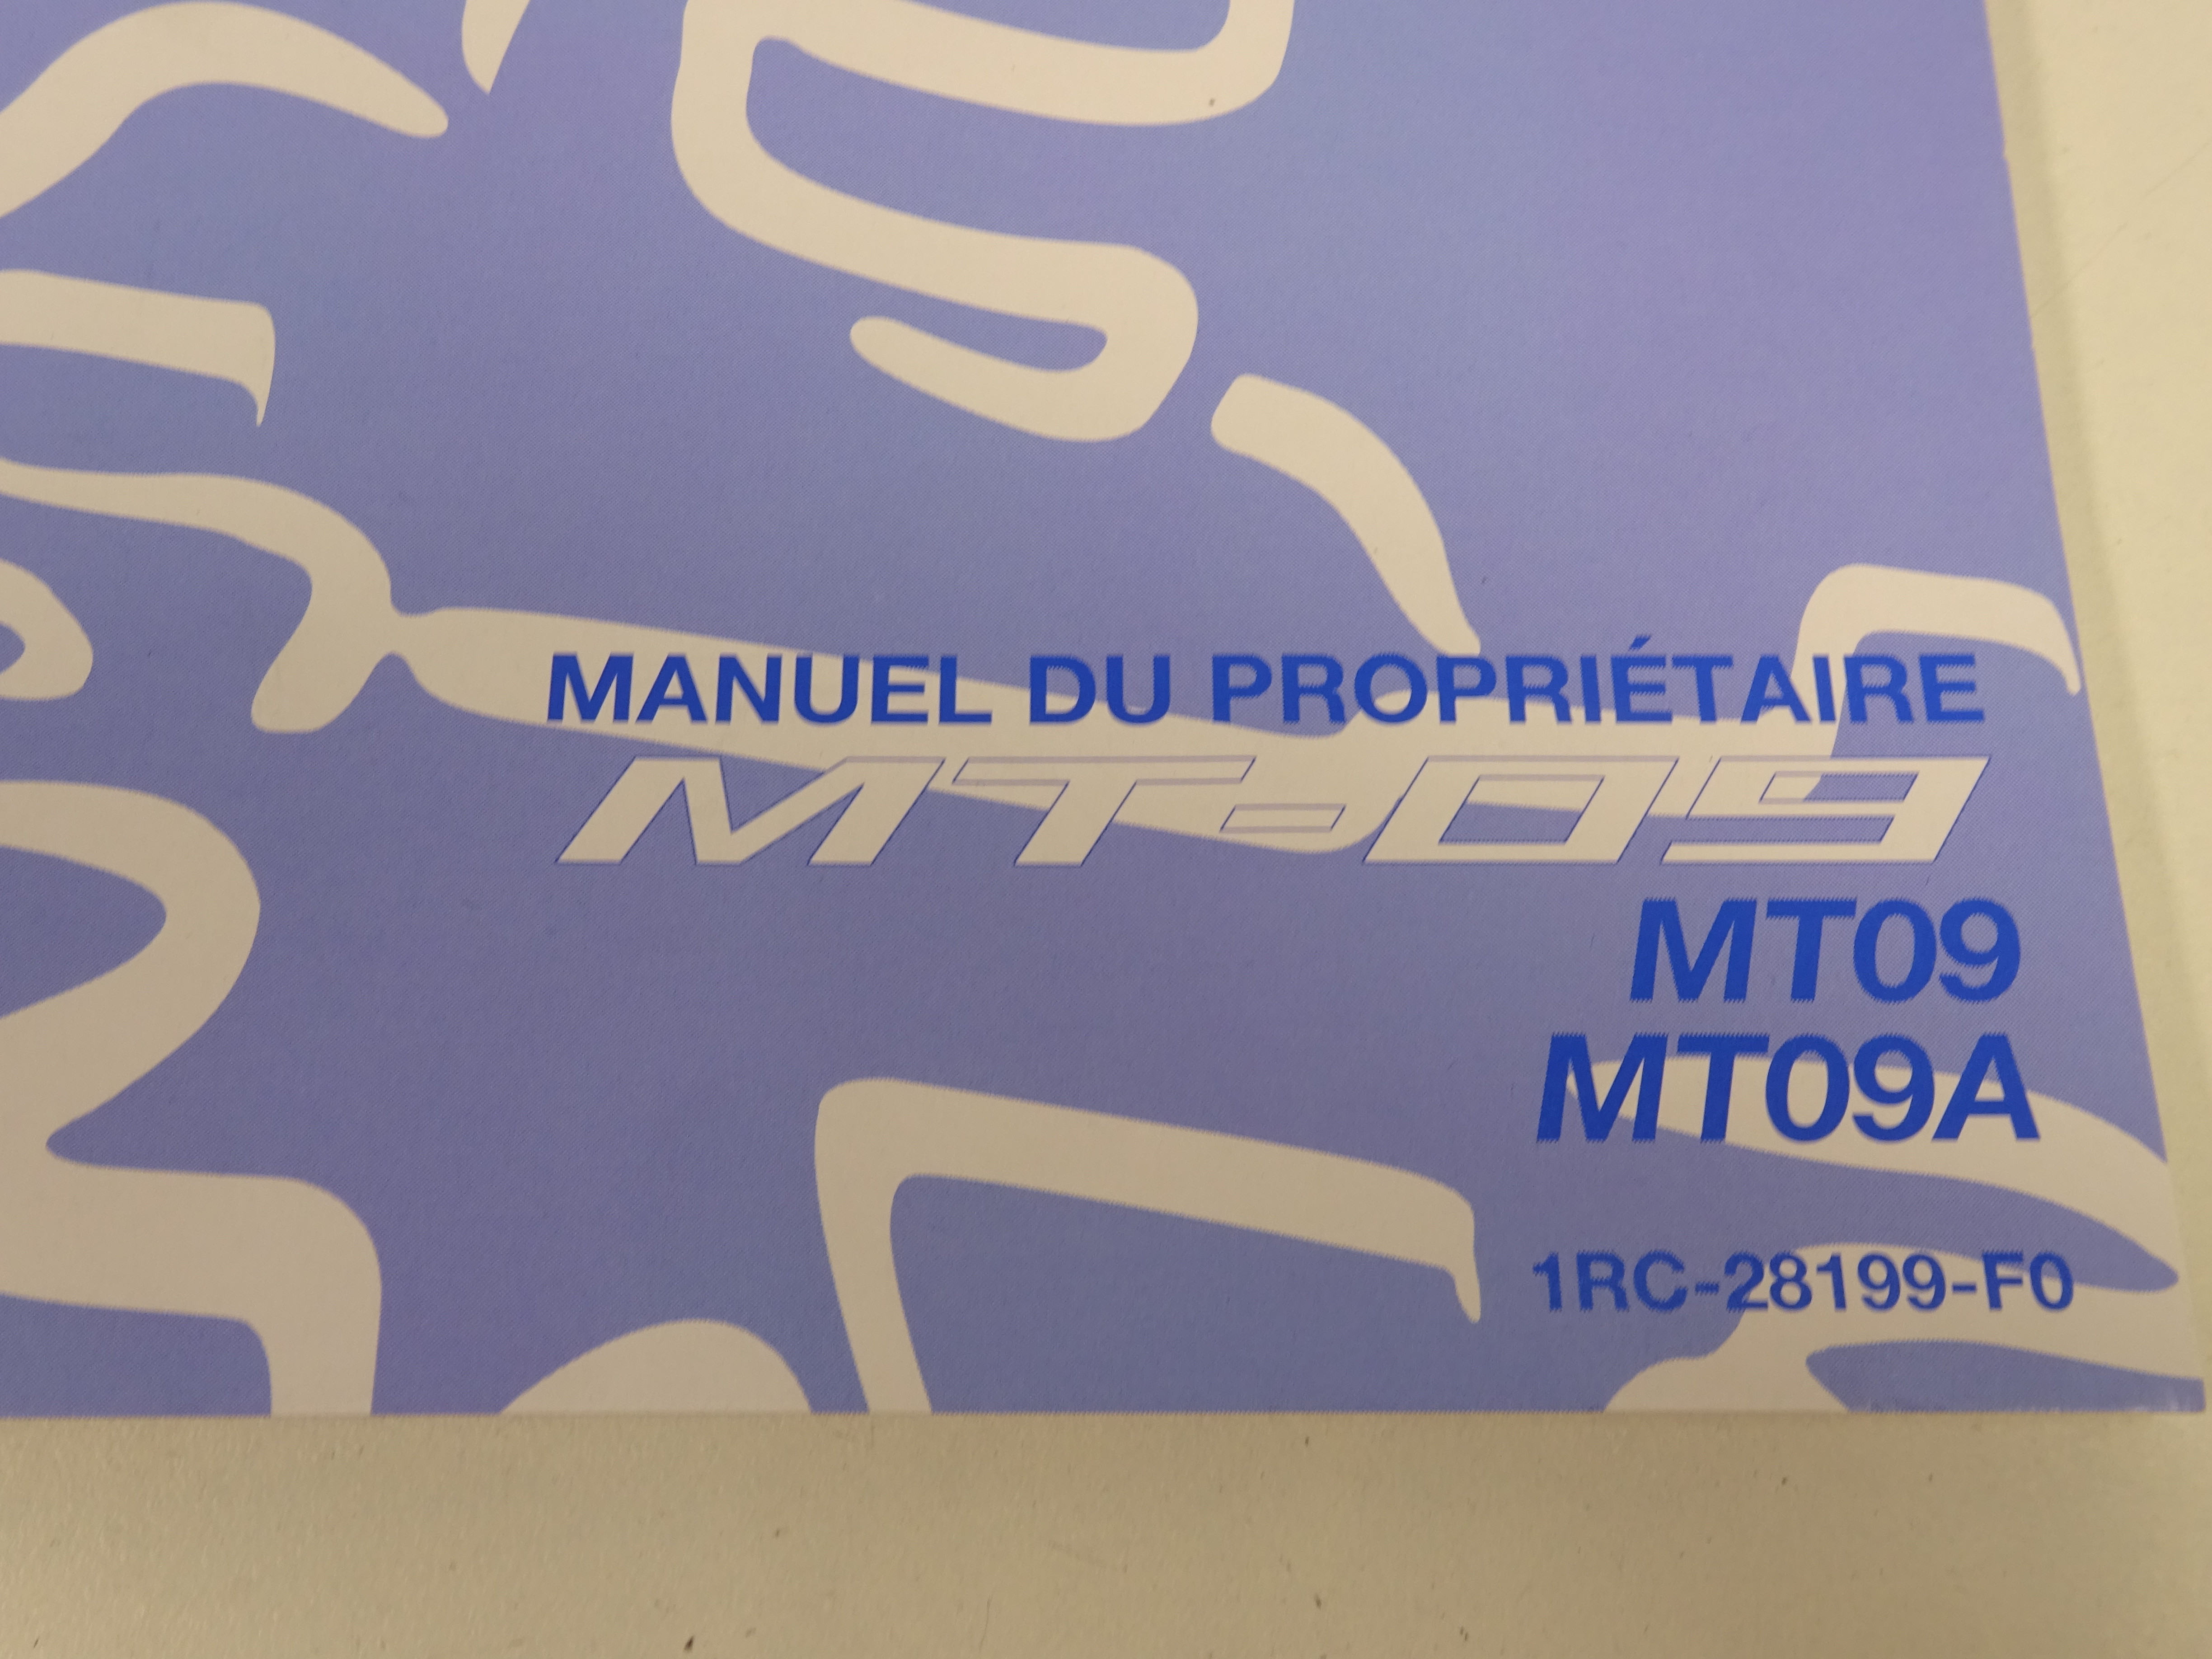 MANUEL DU PROPRIÉTAIRE
MT-09
MT09
MT09A
1RC-28199-F0